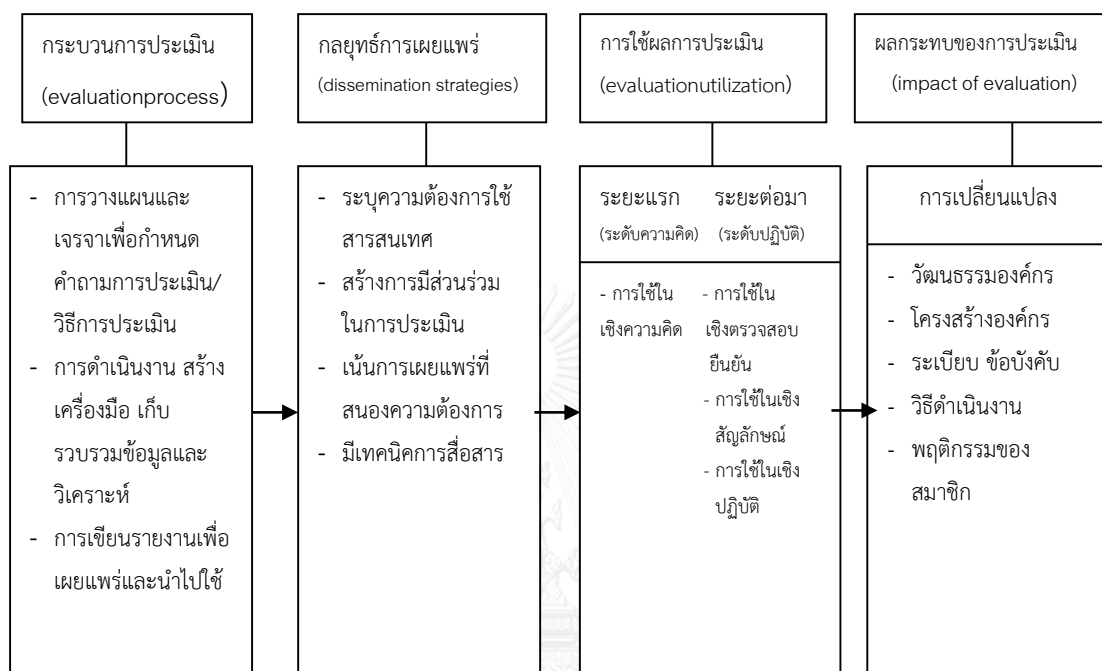 กระบวนการประเมิน
(evaluationprocess)
กลยุทธ์การเผยแพร่
(dissemination strategies)
การใช้ผลการประเมิน
(evaluationutilization)
ผลกระทบของการประเมิน
(impact of evaluation)
- การวางแผนและ
เจรจาเพื่อกำหนด
คำถามการประเมิน/
วิธีการประเมิน
- การดำเนินงาน สร้าง
เครื่องมือ เก็บ
รวบรวมข้อมูลและ
วิเคราะห์
- การเขียนรายงานเพื่อ
เผยแพร่และนำไปใช้
- ระบุความต้องการใช้
สารสนเทศ
- สร้างการมีส่วนร่วม
ในการประเมิน
- เน้นการเผยแพร่ที่
สนองความต้องการ
- มีเทคนิคการสื่อสาร
ระยะแรก
(ระดับความคิด)
- การใช้ใน
เชิงความคิด
ระยะต่อมา
(ระดับปฏิบัติ)
- การใช้ใน
เชิงตรวจสอบ
ยืนยัน
- การใช้ในเชิง
สัญลักษณ์
- การใช้ในเชิง
ปฏิบัติ
การเปลี่ยนแปลง
- วัฒนธรรมองค์กร
- โครงสร้างองค์กร
- ระเบียบ ข้อบังคับ
- วิธีดำเนินงาน
- พฤติกรรมของ
สมาชิก